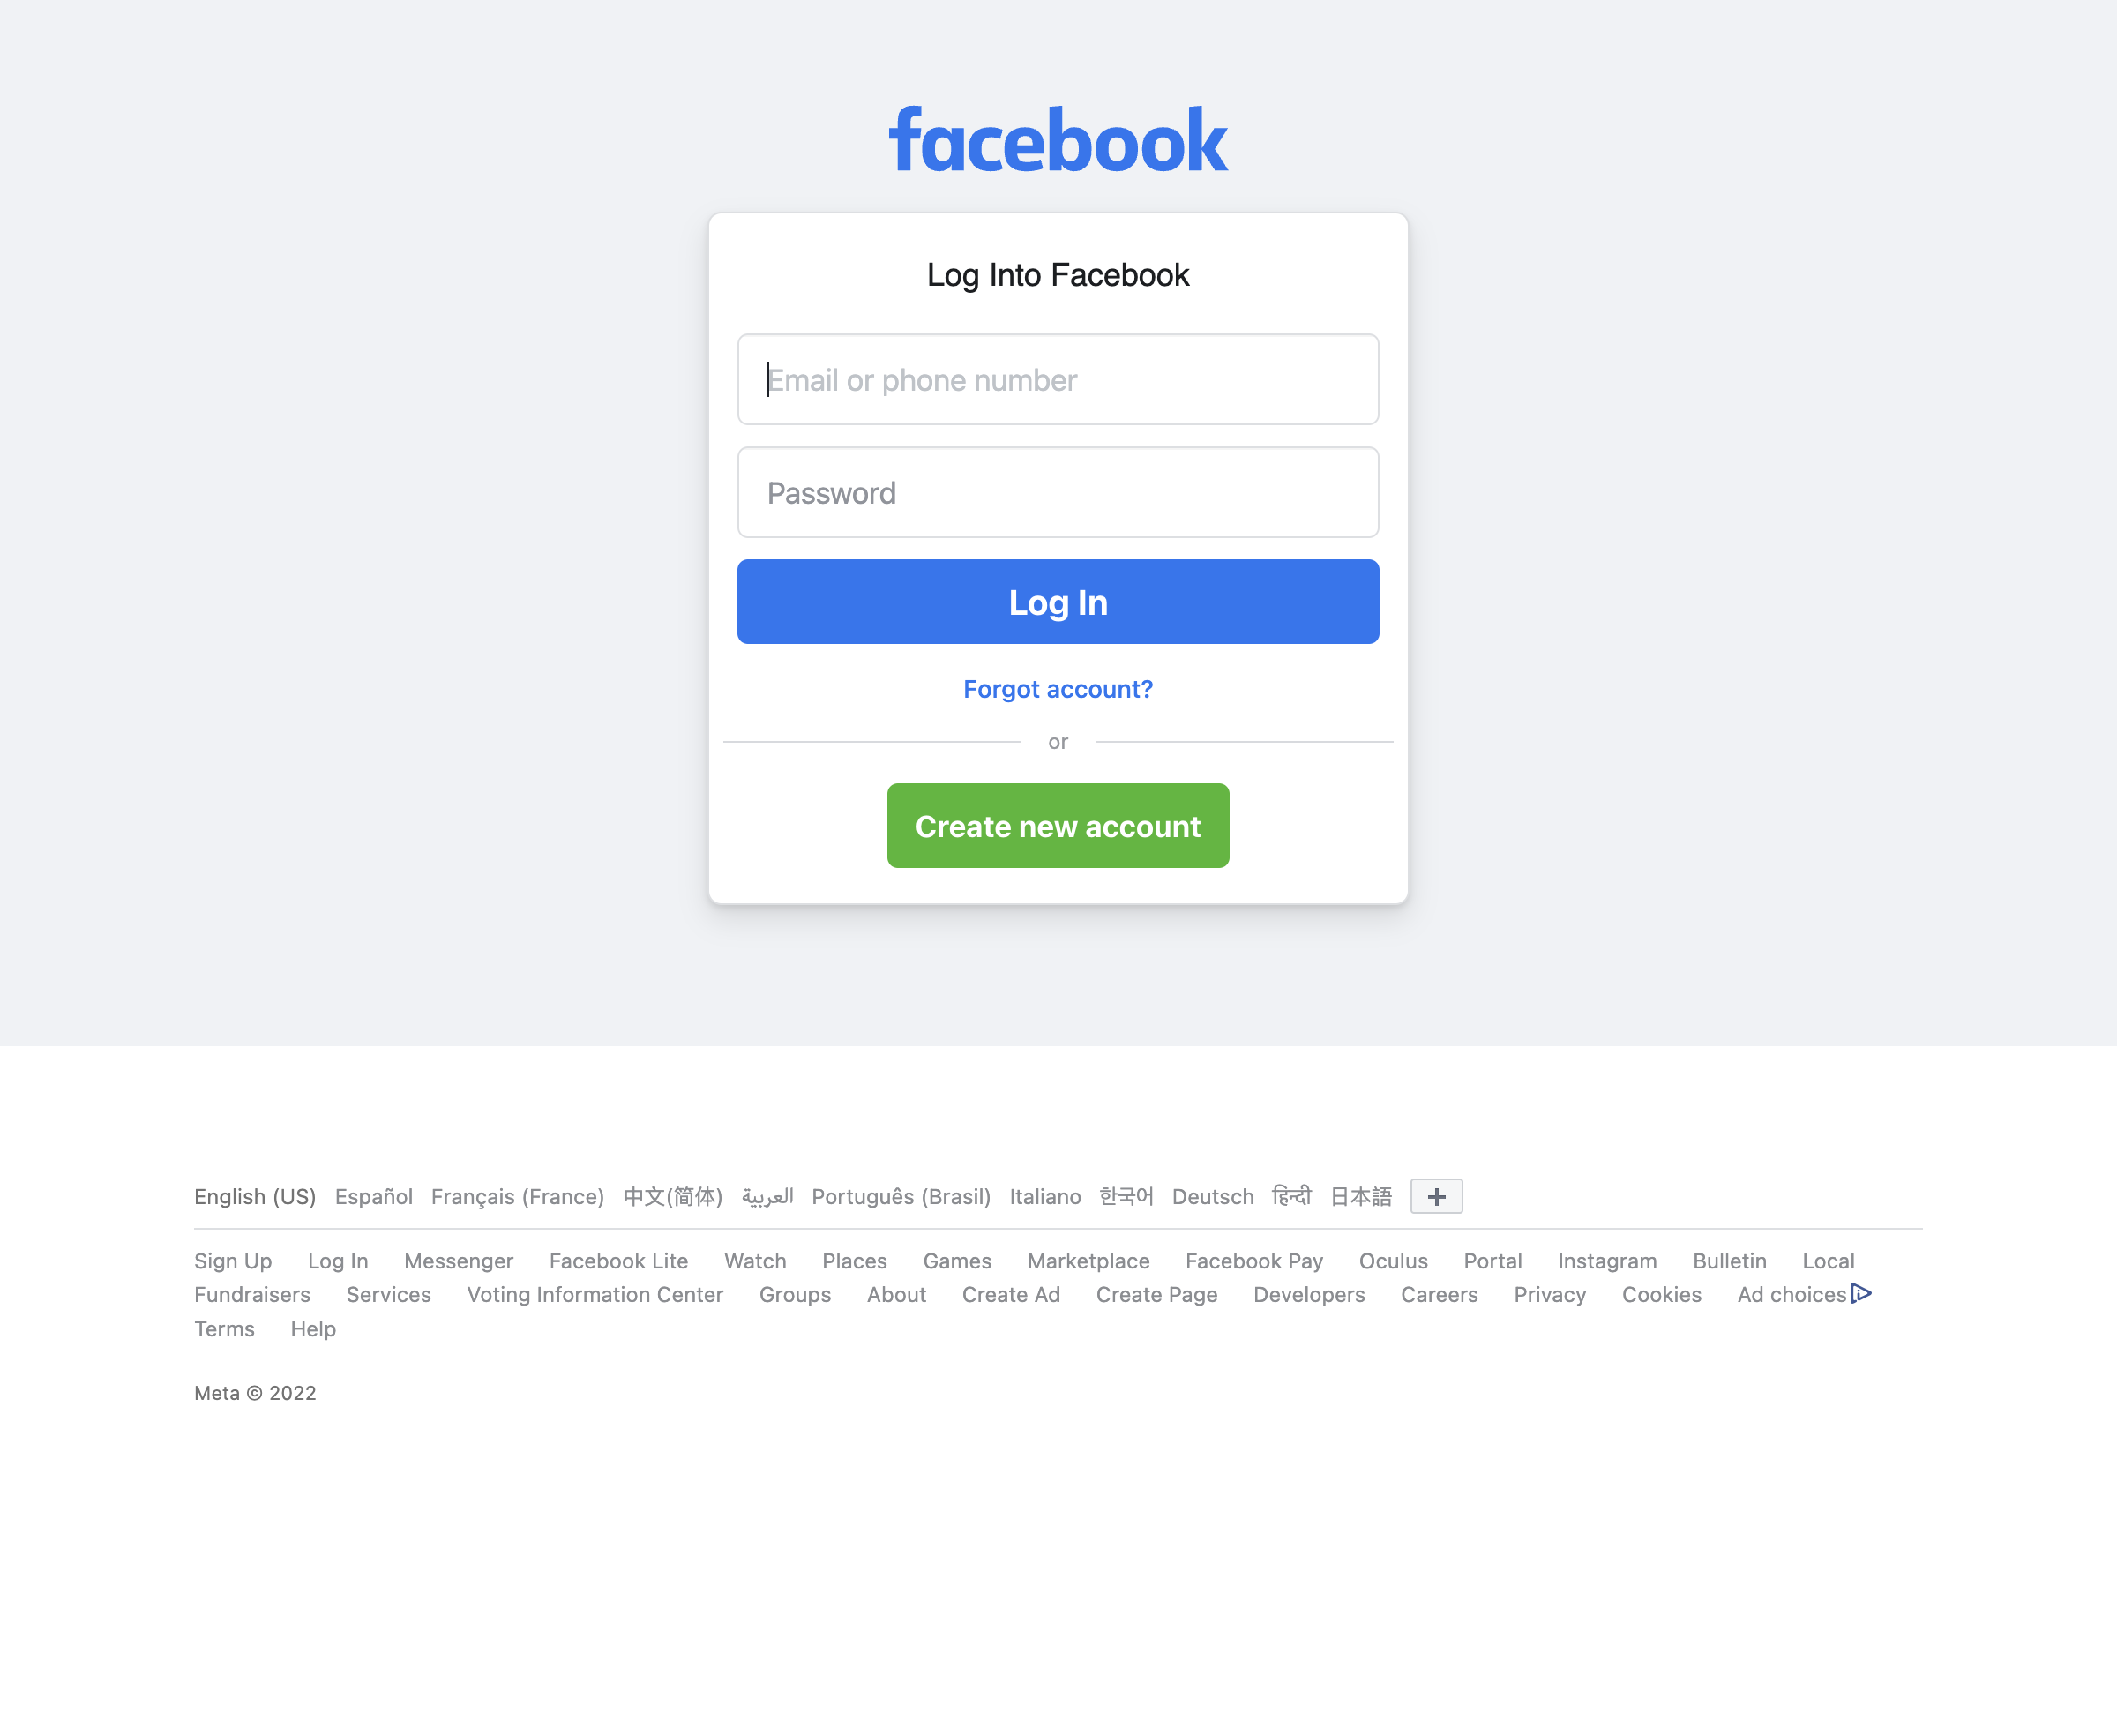 facebook
Log Into Facebook
Email or phone number
Password
Log In
Forgot account?
or
Create new account
English (US) Español Français (France) 中文(简体) العربية Português (Brasil) Italiano 한국어 Deutsch हिन्दी 日本語 +
Sign Up Log In Messenger Facebook Lite Watch Places Games Marketplace Facebook Pay Oculus Portal Instagram Bulletin Local
Fundraisers Services Voting Information Center Groups About Create Ad Create Page Developers Careers Privacy Cookies Ad choices
Terms Help
Meta © 2022